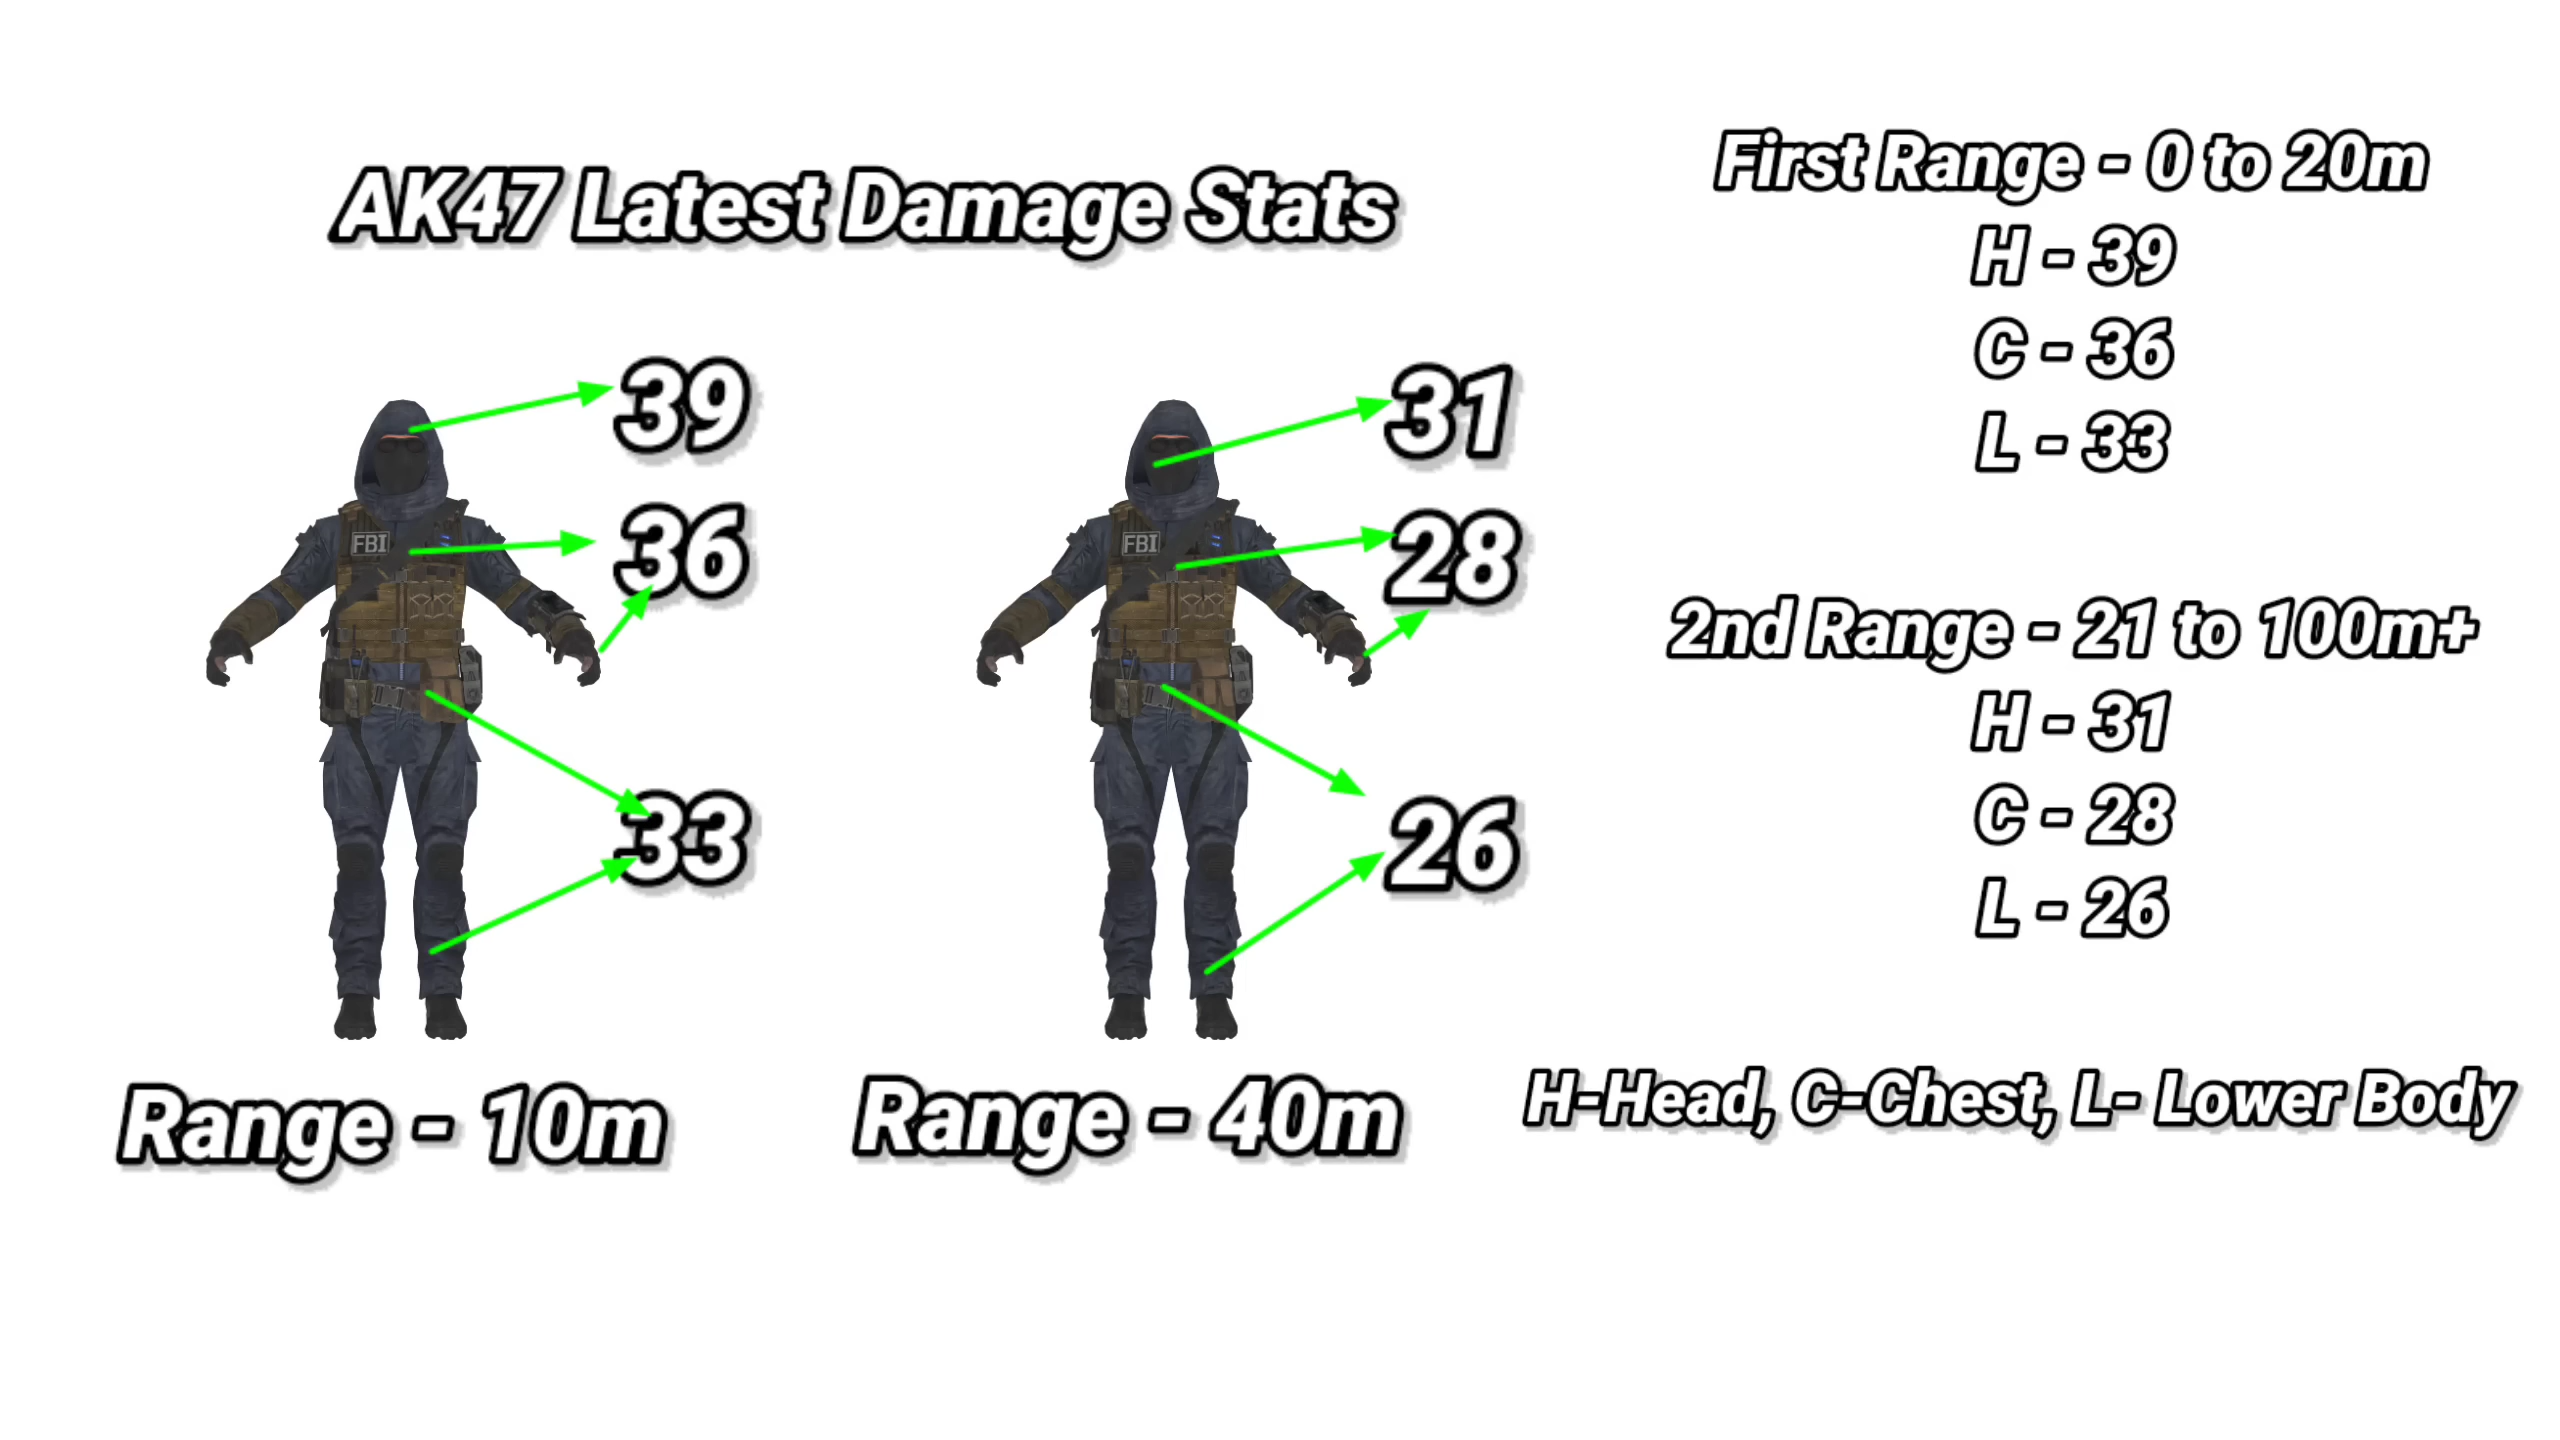 AK47 Latest Damage Stats
39
36
FBI
33
Range - 10m
31
28
FBI
26
Range - 40m
First Range - 0 to 20m
H - 39
C - 36
L - 33
2nd Range - 21 to 100m+
H - 31
C - 28
L - 26
H-Head, C-Chest, L- Lower Body